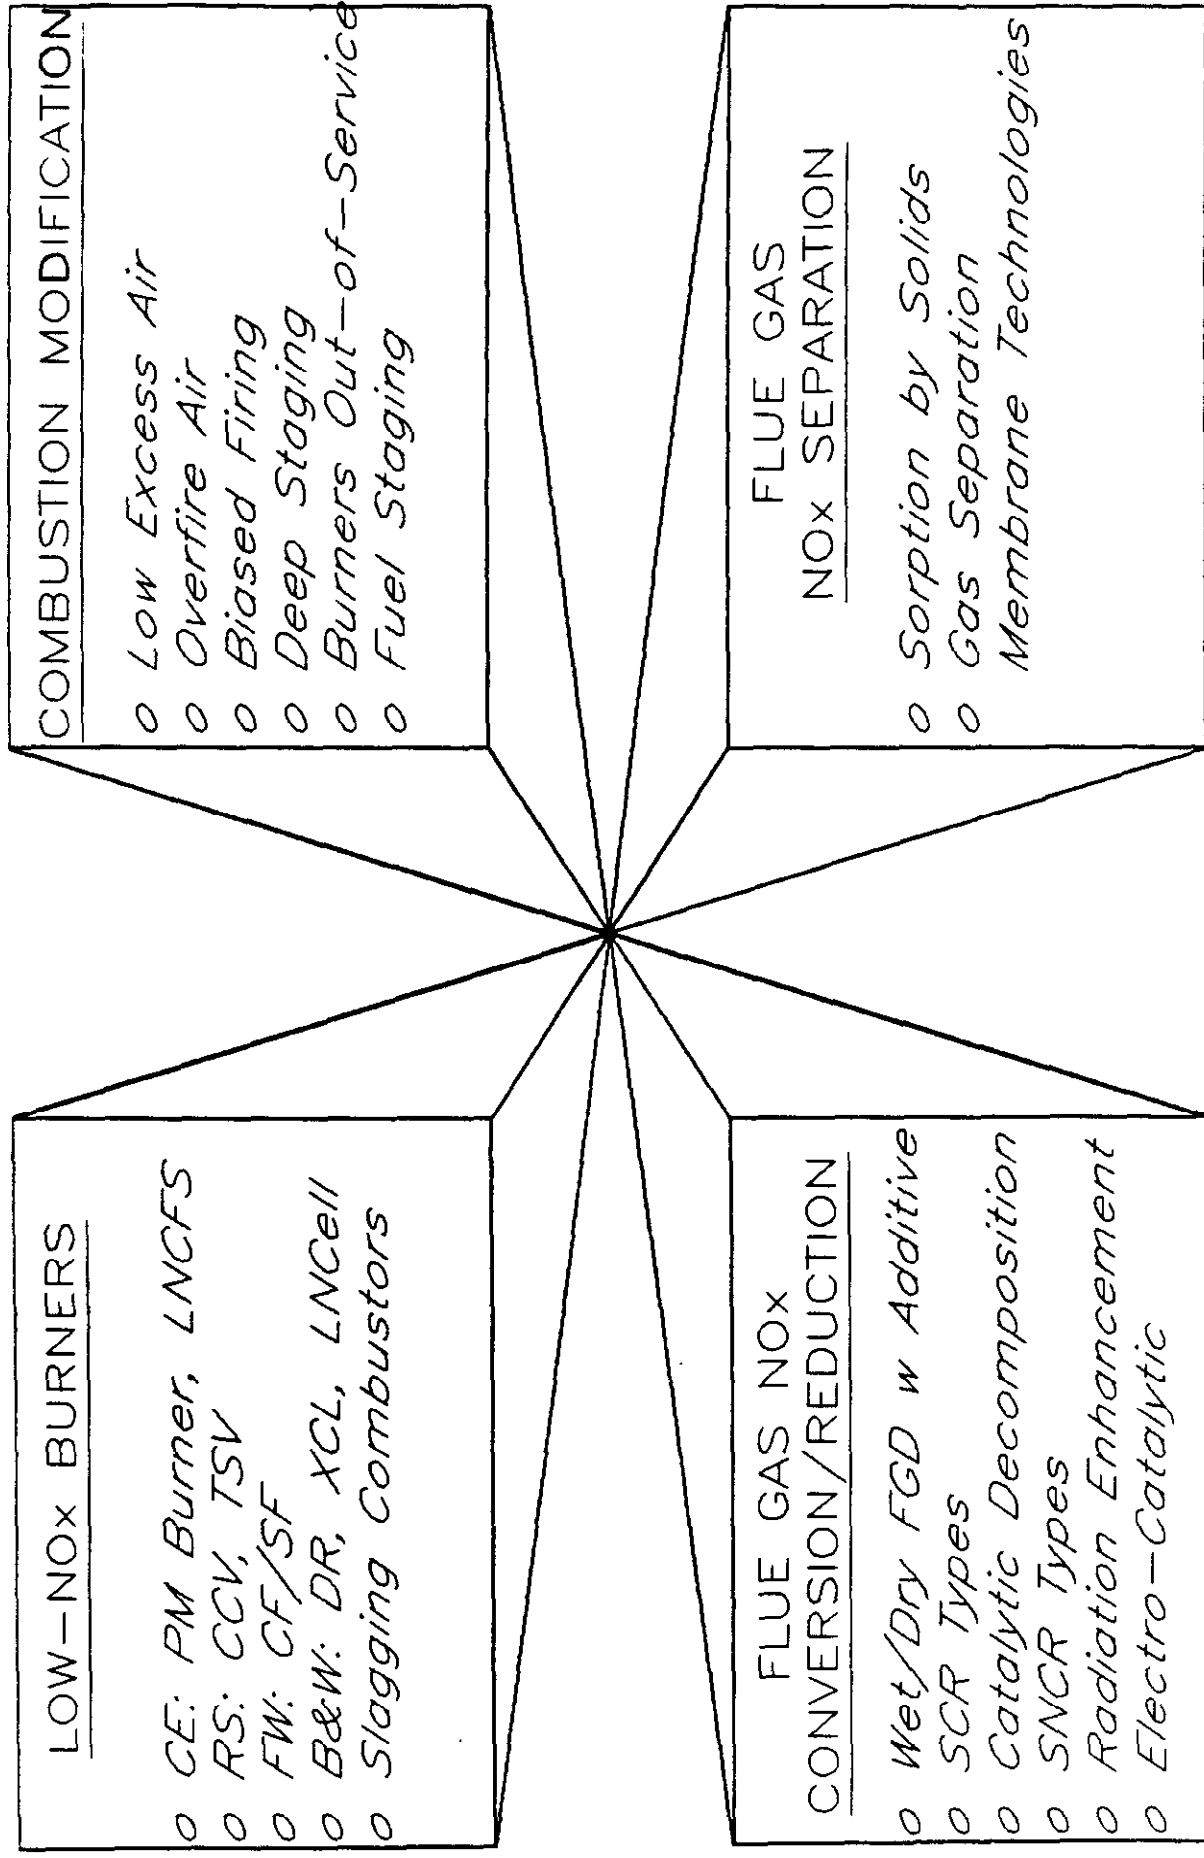 LOW-NOx BURNERS
o CE: PM Burner, LNCFS
o RS: CCV, TSV
o FW: CF/SF
o B&W: DR, XCL, LNCell
o Slagging Combustors
COMBUSTION MODIFICATION
o Low Excess Air
o Overfire Air
o Biased Firing
o Deep Staging
o Burners Out-of-Service
o Fuel Staging
FLUE GAS NOx
CONVERSION/REDUCTION
o Wet/Dry FGD w Additive
o SCR Types
o Catalytic Decomposition
o SNCR Types
o Radiation Enhancement
o Electro-Catalytic
FLUE GAS
NOx SEPARATION
o Sorption by Solids
o Gas Separation
Membrane Technologies